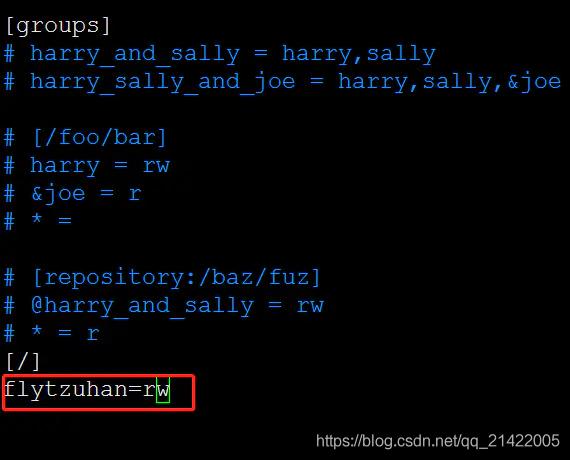 [groups]
# harry_and_sally = harry,sally
# harry_sally_and_joe = harry,sally,&joe
# [/foo/bar]
# harry = rw
# &joe = r
# * =
# [repository:/baz/fuz]
# @harry_and_sally = rw
# * = r
[/]
flytzuhan=rw
https://blog.csdn.net/qq_21422005